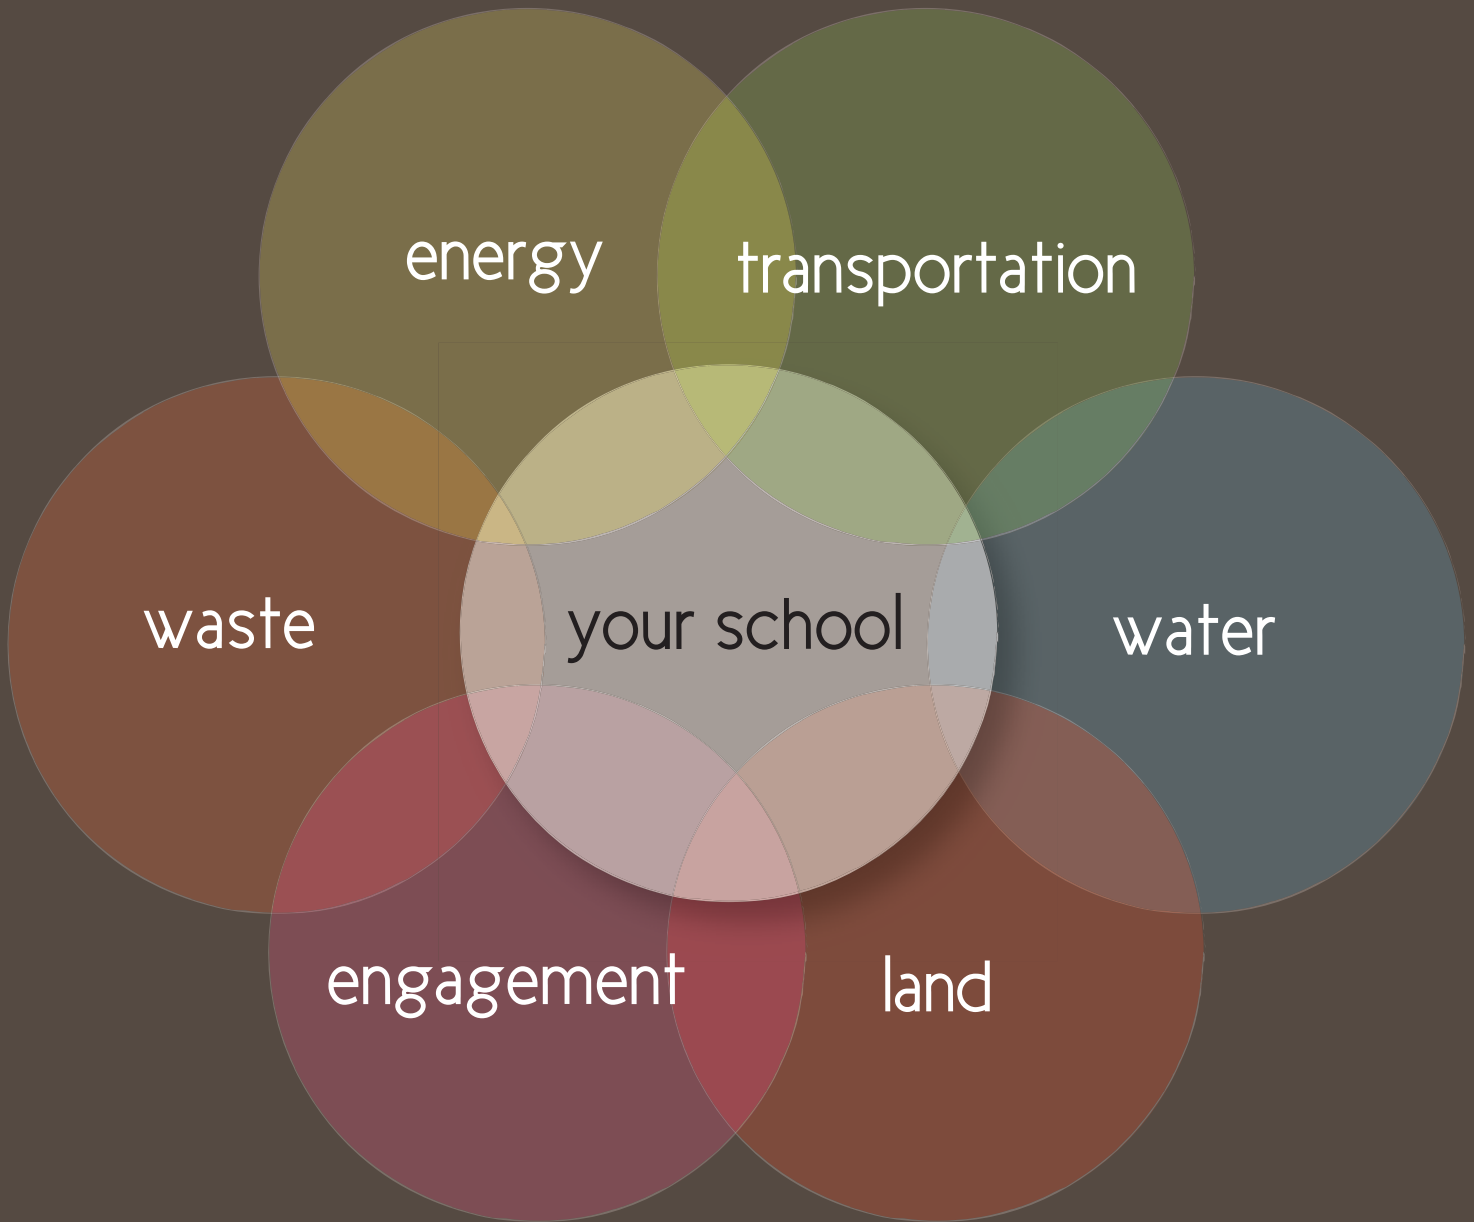 energy
transportation
waste
your school
water
engagement
land